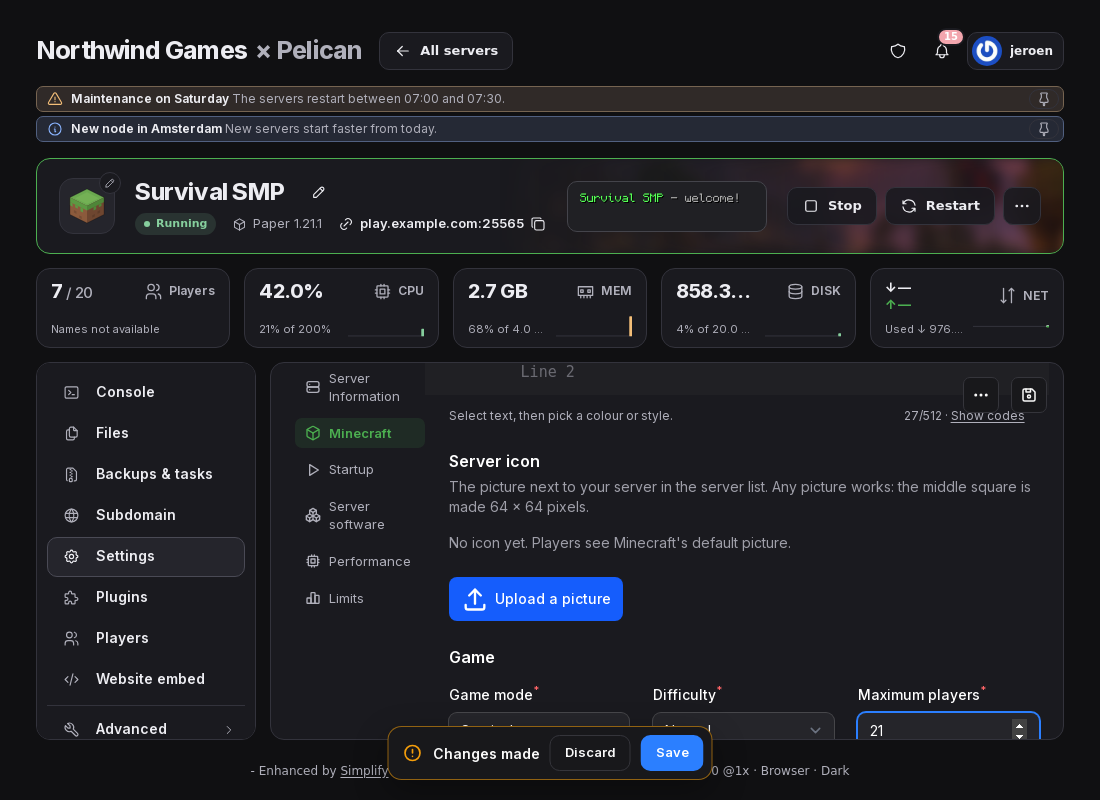 Northwind Games × Pelican
All servers
15
jeroen
Maintenance on Saturday The servers restart between 07:00 and 07:30.
New node in Amsterdam New servers start faster from today.
Survival SMP
Running
Paper 1.21.1
play.example.com:25565
Survival SMP - welcome!
Stop
Restart
7 / 20
Players
Names not available
42.0%
CPU
21% of 200%
2.7 GB
MEM
68% of 4.0 ...
858.3...
DISK
4% of 20.0 ...
↓—
↑—
NET
Used ↓ 976....
Console
Files
Backups & tasks
Subdomain
Settings
Plugins
Players
Website embed
Advanced
Server
Information
Minecraft
Startup
Server
software
Performance
Limits
Line 2
Select text, then pick a colour or style.
27/512 · Show codes
Server icon
The picture next to your server in the server list. Any picture works: the middle square is
made 64 × 64 pixels.
No icon yet. Players see Minecraft's default picture.
Upload a picture
Game
Game mode*
Difficulty*
Maximum players*
21
Changes made
Discard
Save
- Enhanced by Simplify
0 @1x · Browser · Dark